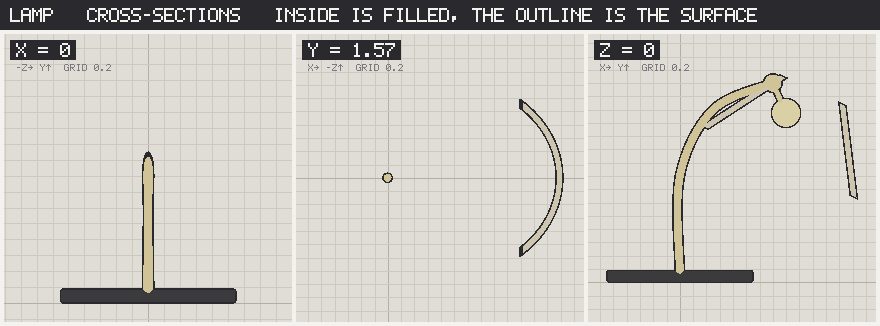 LAMP CROSS-SECTIONS INSIDE IS FILLED, THE OUTLINE IS THE SURFACE
X = 0
-Z→ Y↑ GRID 0.2
Y = 1.57
X→ -Z↑ GRID 0.2
Z = 0
X→ Y↑ GRID 0.2